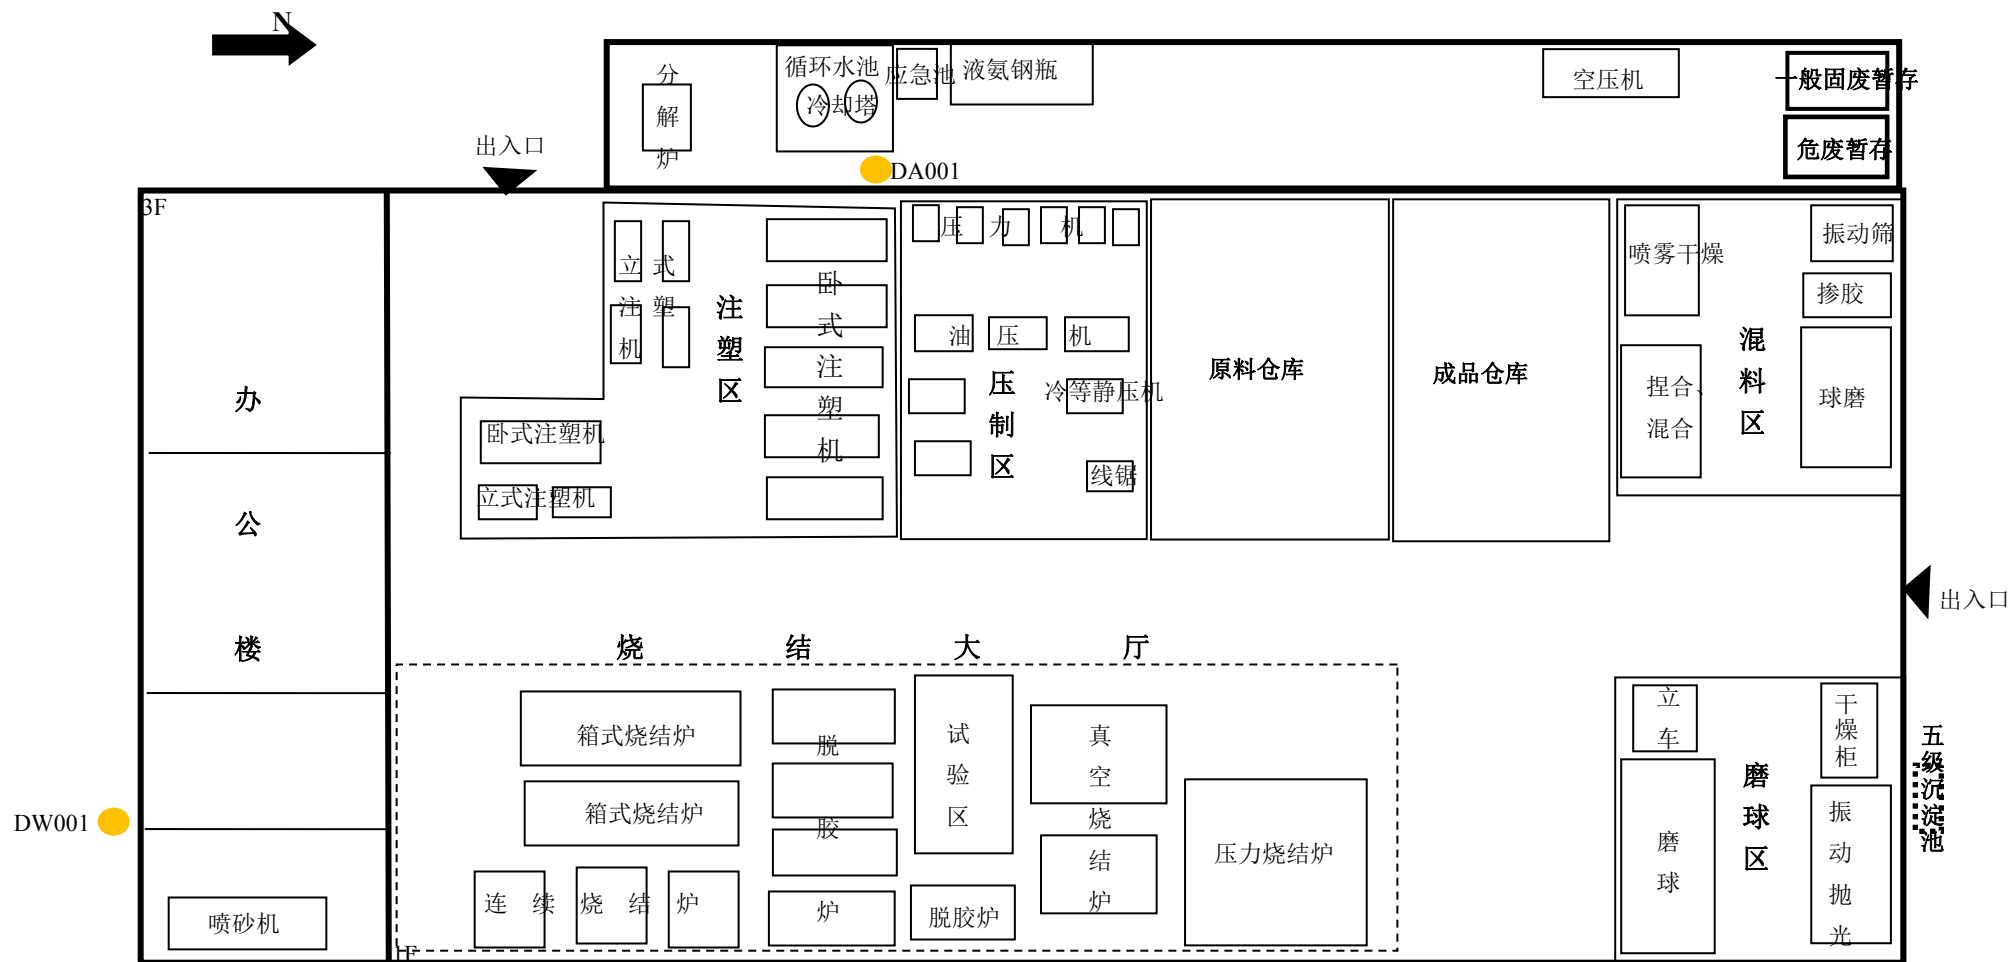 N
分
解
炉
循环水池
冷却塔
应急池
液氨钢瓶
空压机
一般固废暂存
危废暂存
出入口
DA001
3F
办
公
楼
喷砂机
DW001
立 式
注 塑
机
注
塑
区
卧
式
注
塑
机
卧式注塑机
立式注塑机
压 力 机
油 压 机
压
制
区
冷等静压机
线锯
原料仓库
成品仓库
喷雾干燥
振动筛
掺胶
混
料
区
捏合、
混合
球磨
出入口
烧 结 大 厅
箱式烧结炉
箱式烧结炉
连 续 烧 结 炉
脱
胶
炉
试
验
区
脱胶炉
真
空
烧
结
炉
压力烧结炉
立
车
干
燥
柜
磨
球
区
磨
球
振
动
抛
光
五
级
沉
淀
池
1F